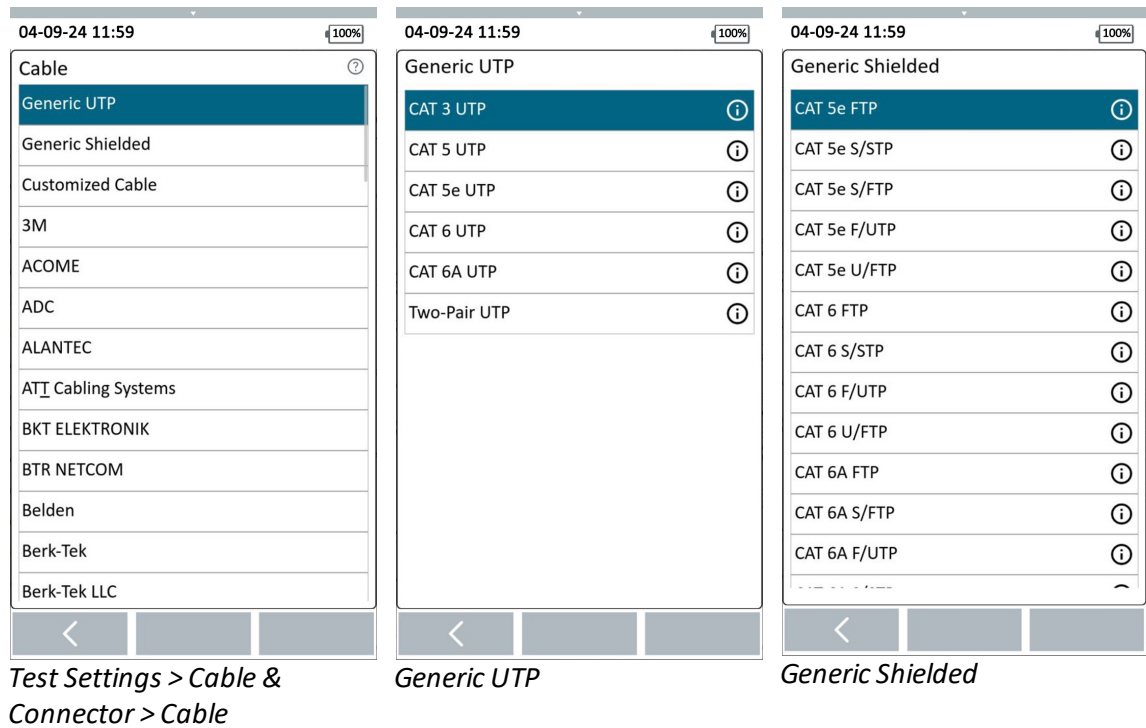 04-09-24 11:59
100%
Cable
Generic UTP
Generic Shielded
Customized Cable
3M
ACOME
ADC
ALANTEC
ATT Cabling Systems
BKT ELEKTRONIK
BTR NETCOM
Belden
Berk-Tek
Berk-Tek LLC
Test Settings > Cable &
Connector > Cable
04-09-24 11:59
100%
Generic UTP
CAT 3 UTP
CAT 5 UTP
CAT 5e UTP
CAT 6 UTP
CAT 6A UTP
Two-Pair UTP
Generic UTP
04-09-24 11:59
100%
Generic Shielded
CAT 5e FTP
CAT 5e S/STP
CAT 5e S/FTP
CAT 5e F/UTP
CAT 5e U/FTP
CAT 6 FTP
CAT 6 S/STP
CAT 6 F/UTP
CAT 6 U/FTP
CAT 6A FTP
CAT 6A S/FTP
CAT 6A F/UTP
Generic Shielded